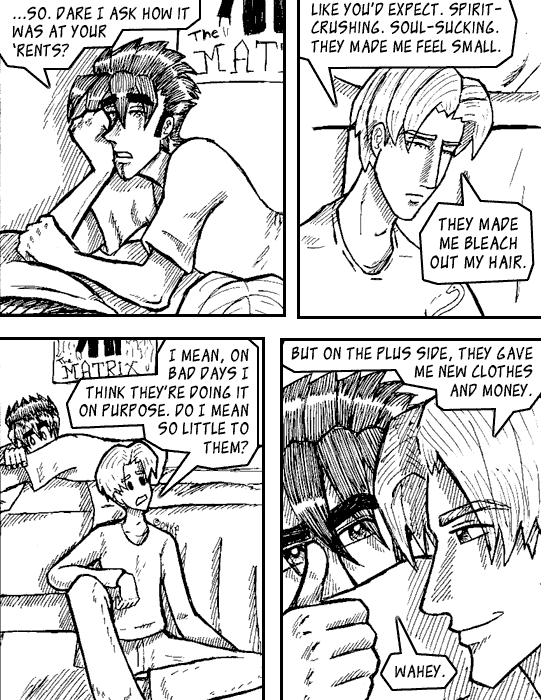 ...SO. DARE I ASK HOW IT
WAS AT YOUR
'RENTS?
The
MAT
LIKE YOU'D EXPECT. SPIRIT-
CRUSHING. SOUL-SUCKING.
THEY MADE ME FEEL SMALL.
THEY MADE
ME BLEACH
OUT MY HAIR.
The
MATRIX
I MEAN, ON
BAD DAYS I
THINK THEY'RE DOING IT
ON PURPOSE. DO I MEAN
SO LITTLE TO
THEM?
BUT ON THE PLUS SIDE, THEY GAVE
ME NEW CLOTHES
AND MONEY.
WAHEY.